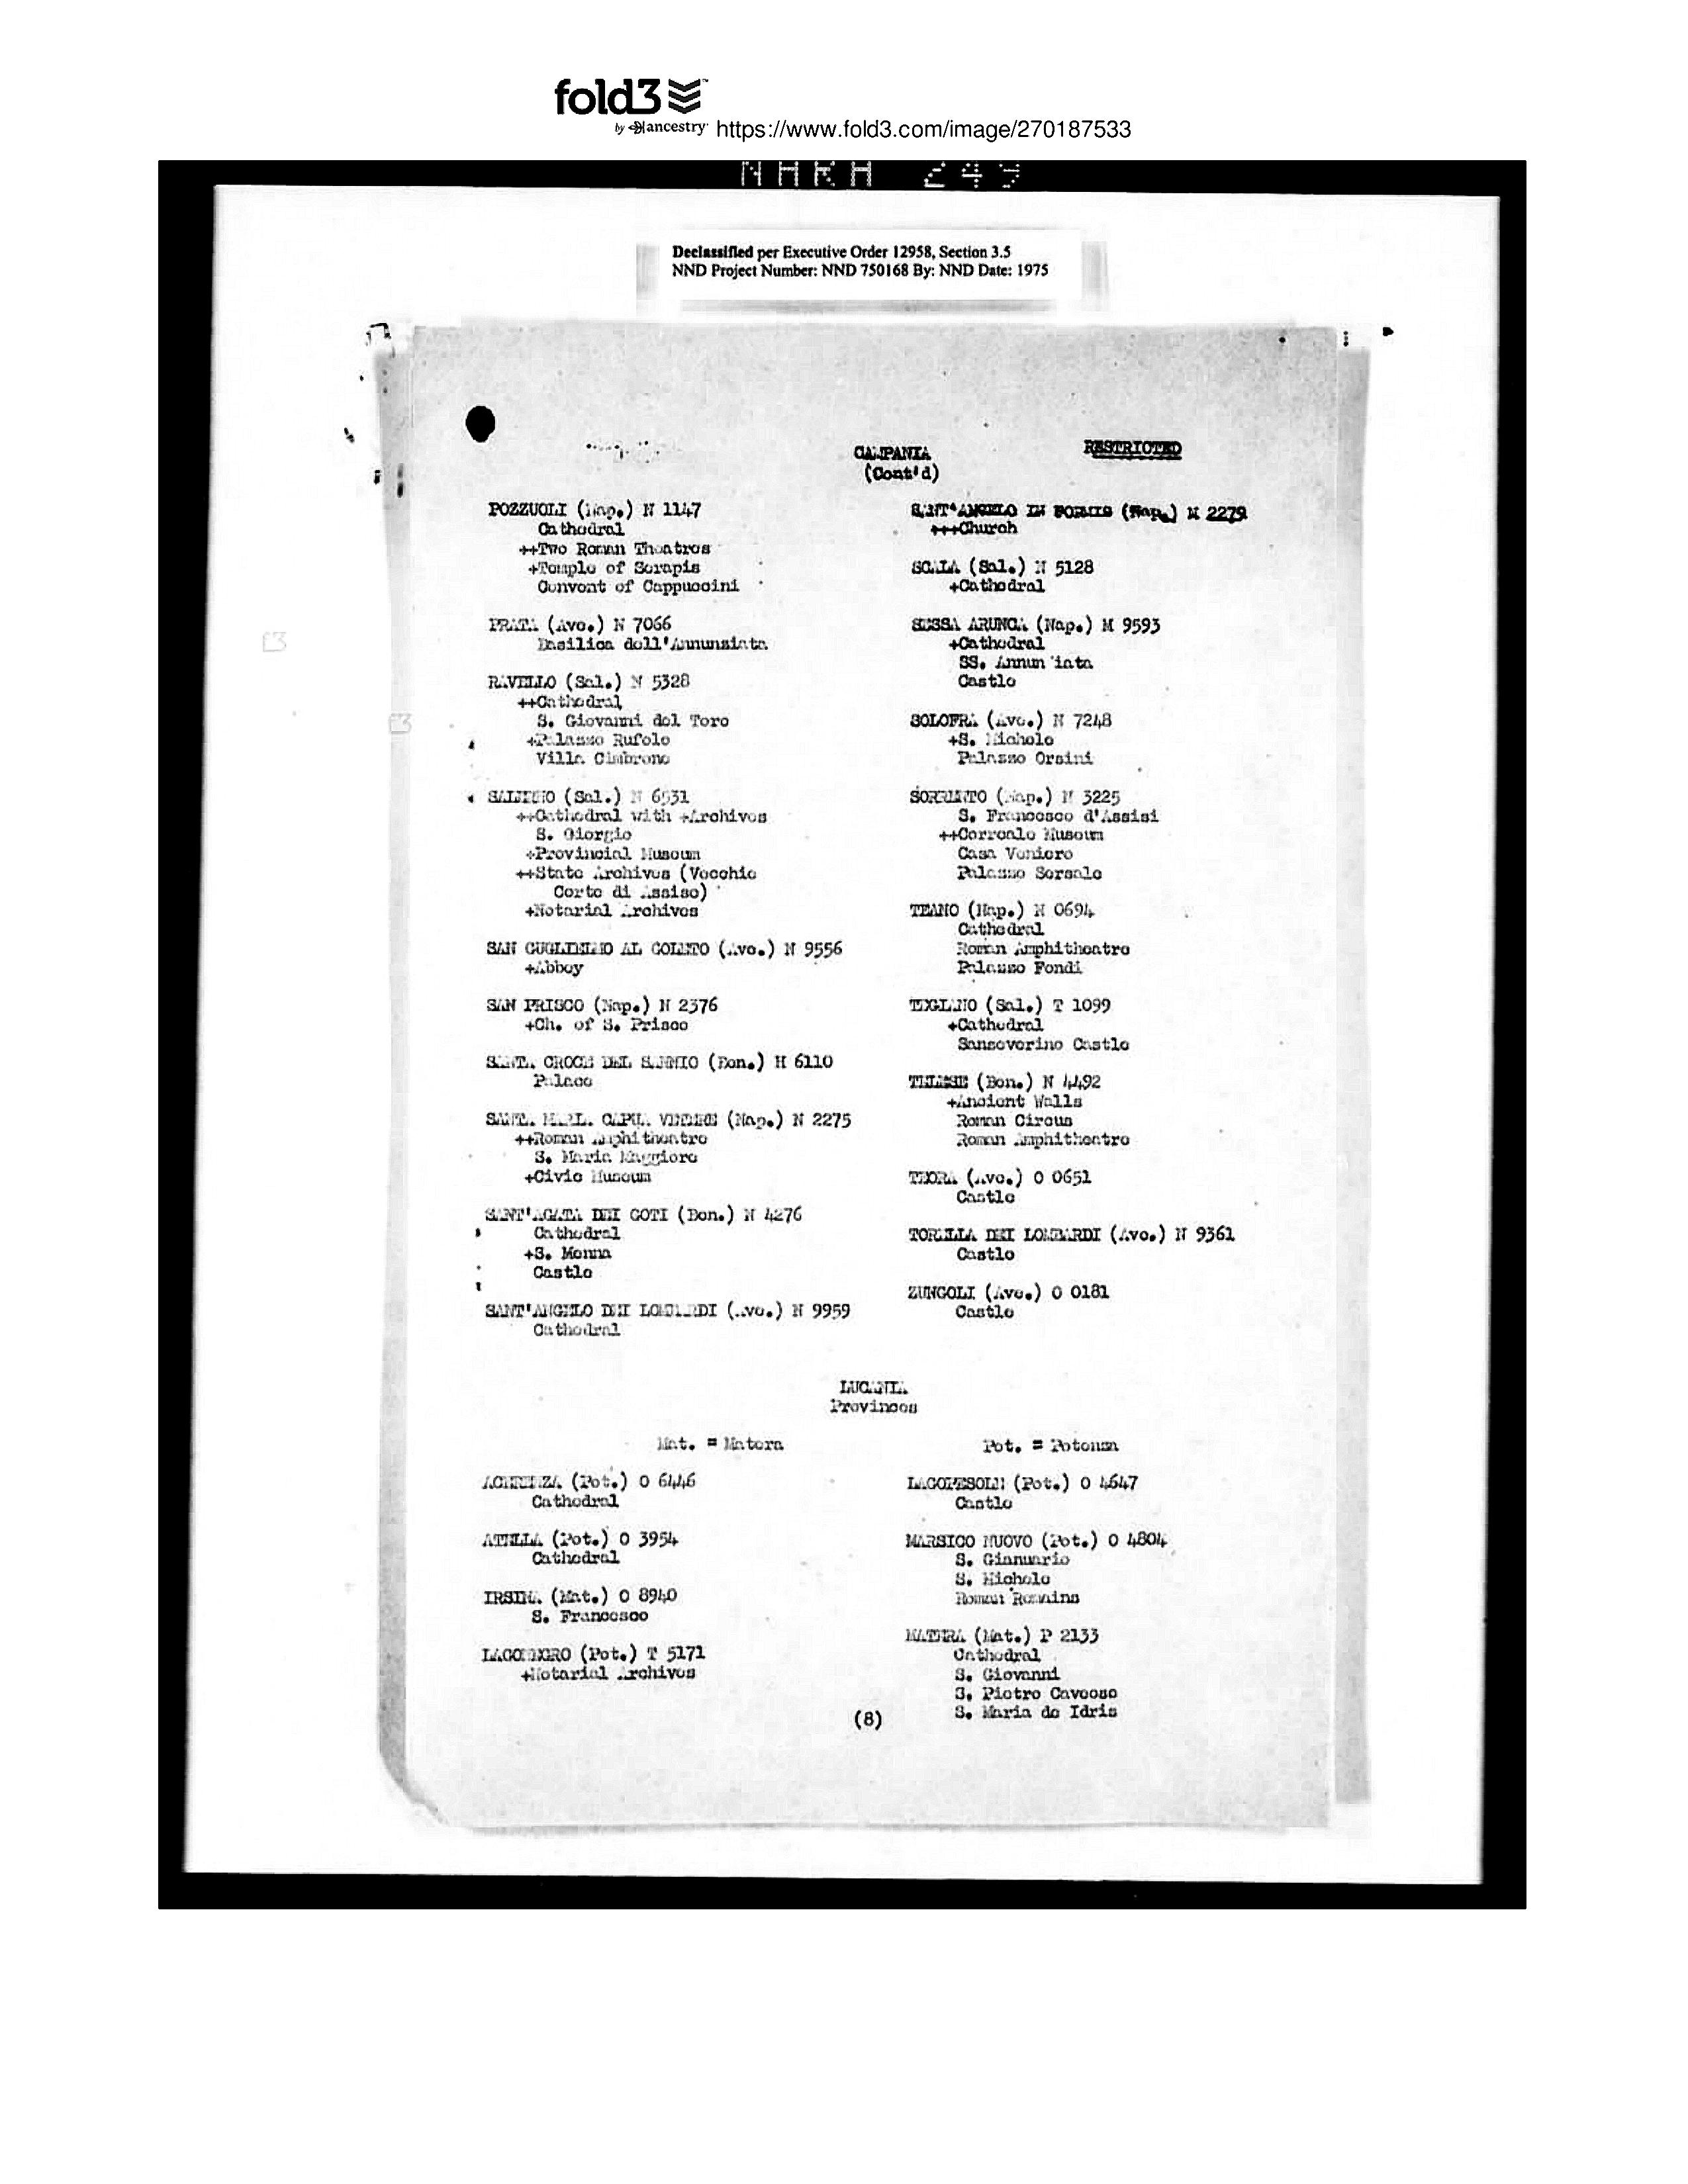 fold3
by ancestry
https://www.fold3.com/image/270187533
NARA 249
Declassified per Executive Order 12958, Section 3.5
NND Project Number: NND 750168 By: NND Date: 1975
RESTRICTED
CAMPANIA
(Cont'd)
POZZUOLI (Nap.) N 1147
Cathedral
++Two Roman Theatres
+Temple of Serapis
Convent of Cappuccini
PRATA (Ave.) N 7066
Basilica dell'Annunziata
RAVELLO (Sal.) N 5328
++Cathedral
S. Giovanni del Toro
+Palazzo Rufolo
Villa Cimbrone
SALERNO (Sal.) N 6531
++Cathedral with +Archives
S. Giorgio
+Provincial Museum
++State Archives (Vecchie
Corte di Assise)
+Notarial Archives
SAN GUGLIELMO AL GOLETO (Ave.) N 9556
+Abbey
SAN PRISCO (Nap.) N 2376
+Ch. of S. Prisco
SANTA CROCE DEL SANNIO (Ben.) H 6110
Palace
SANTA MARIA CAPUA VETERE (Nap.) N 2275
++Roman Amphitheatre
S. Maria Maggiore
+Civic Museum
SANT'AGATA DEI GOTI (Ben.) N 4276
Cathedral
+S. Menna
Castle
SANT'ANGELO DEI LOMBARDI (Ave.) N 9959
Cathedral
SANT'ANGELO IN FORMIS (Nap.) N 2279
+++Church
SCALA (Sal.) N 5128
+Cathedral
SESSA ARUNCA (Nap.) M 9593
+Cathedral
SS. Annun iata
Castle
SOLOFRA (Ave.) N 7248
+S. Michele
Palazzo Orsini
SORRENTO (Nap.) N 3225
S. Francesco d'Assisi
++Correale Museum
Casa Veniero
Palazzo Sersale
TEANO (Nap.) N 0694
Cathedral
Roman Amphitheatre
Palazzo Fondi
TEGIANO (Sal.) T 1099
+Cathedral
Sanseverino Castle
TELESE (Ben.) N 4492
+Ancient Walls
Roman Circus
Roman Amphitheatre
TEORA (Ave.) O 0651
Castle
TORELLA DEI LOMBARDI (Ave.) N 9361
Castle
ZUNGOLI (Ave.) O 0181
Castle
LUCANIA
Provinces
Mat. = Matera
Pot. = Potenza
ACERENZA (Pot.) O 6446
Cathedral
ATELLA (Pot.) O 3954
Cathedral
IRSINA (Mat.) O 8940
S. Francesco
LAGONEGRO (Pot.) T 5171
+Notarial Archives
LAGOPESOLE (Pot.) O 4647
Castle
MARSICO NUOVO (Pot.) O 4804
S. Gianuario
S. Michele
Roman Remains
MATERA (Mat.) P 2133
Cathedral
S. Giovanni
S. Pietro Caveoso
S. Maria de Idris
(8)